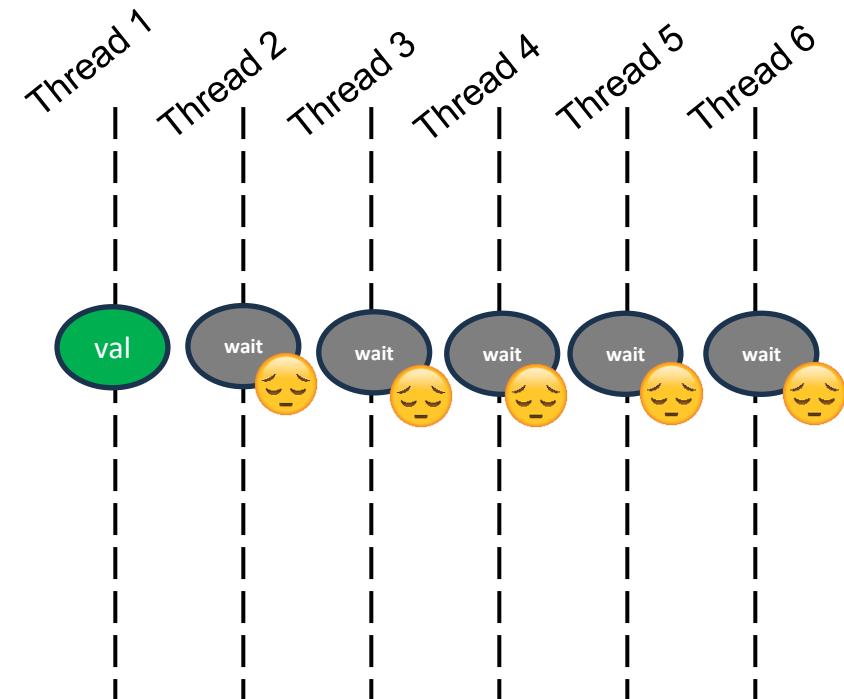 Thread 1
Thread 2
Thread 3
Thread 4
Thread 5
Thread 6
val
wait
wait
wait
wait
wait